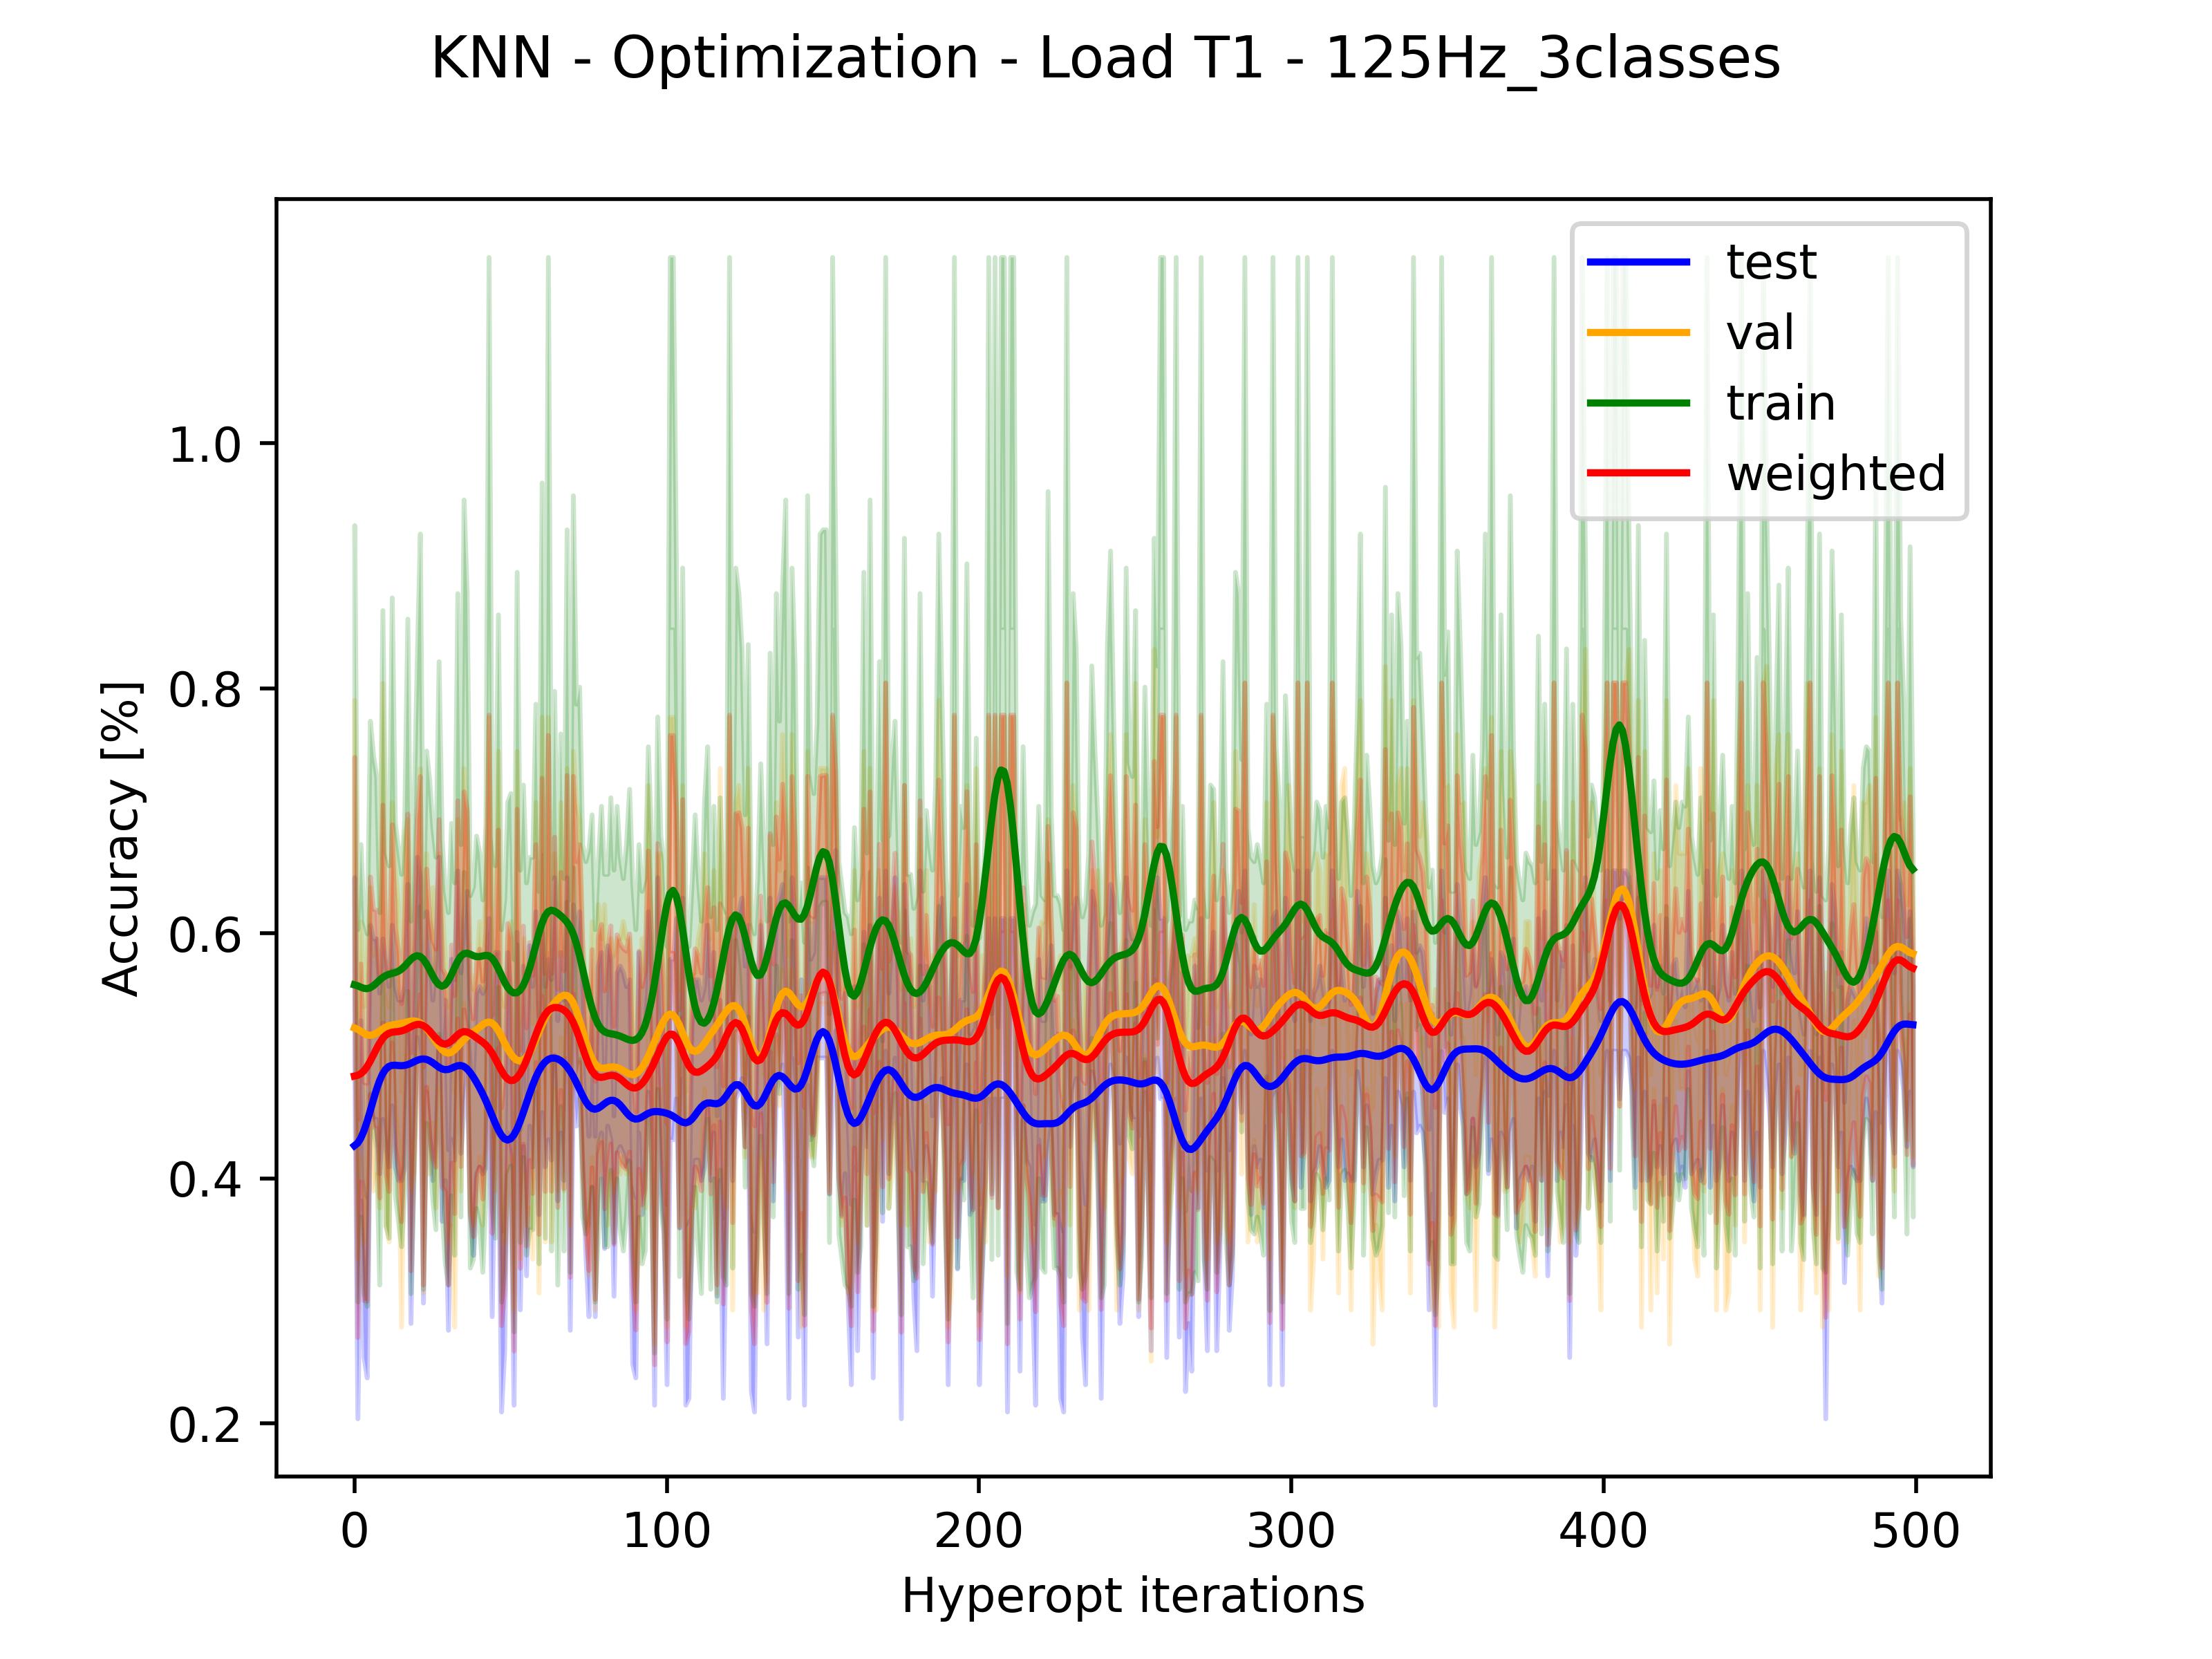 KNN - Optimization - Load T1 - 125Hz_3classes
test
val
train
weighted
Accuracy [%]
1.0
0.8
0.6
0.4
0.2
0 100 200 300 400 500
Hyperopt iterations